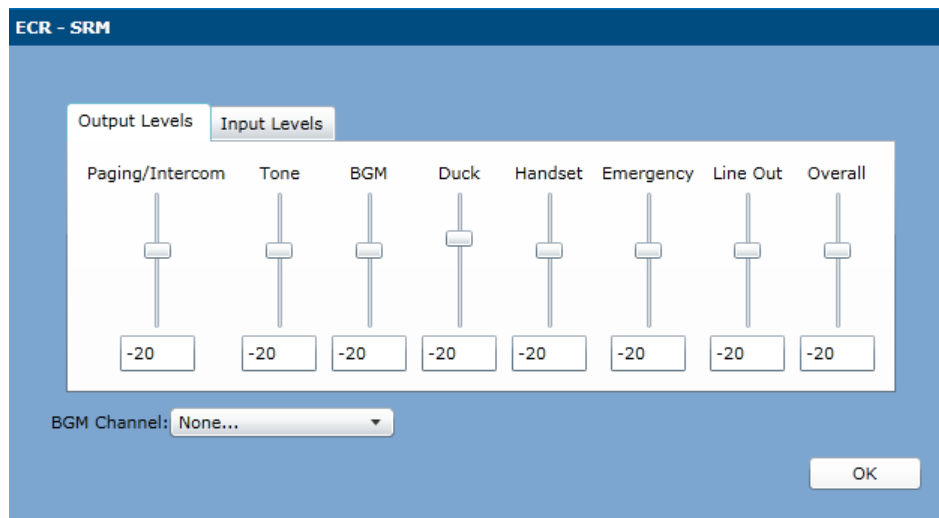 ECR - SRM
Output Levels Input Levels
Paging/Intercom Tone BGM Duck Handset Emergency Line Out Overall
-20 -20 -20 -20 -20 -20 -20 -20
BGM Channel: None...
OK